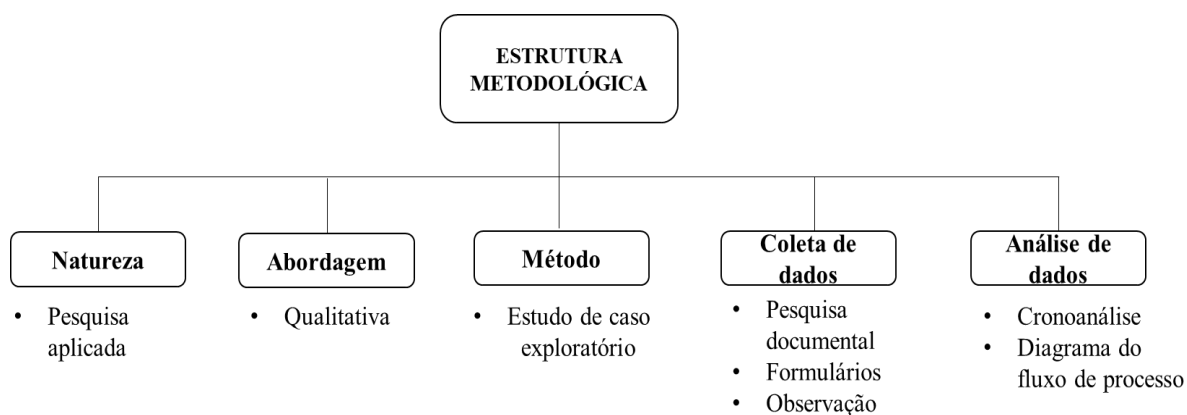 ESTRUTURA
METODOLÓGICA
Natureza
• Pesquisa
aplicada
Abordagem
• Qualitativa
Método
• Estudo de caso
exploratório
Coleta de
dados
• Pesquisa
documental
• Formulários
• Observação
Análise de
dados
• Cronoanálise
• Diagrama do
fluxo de processo